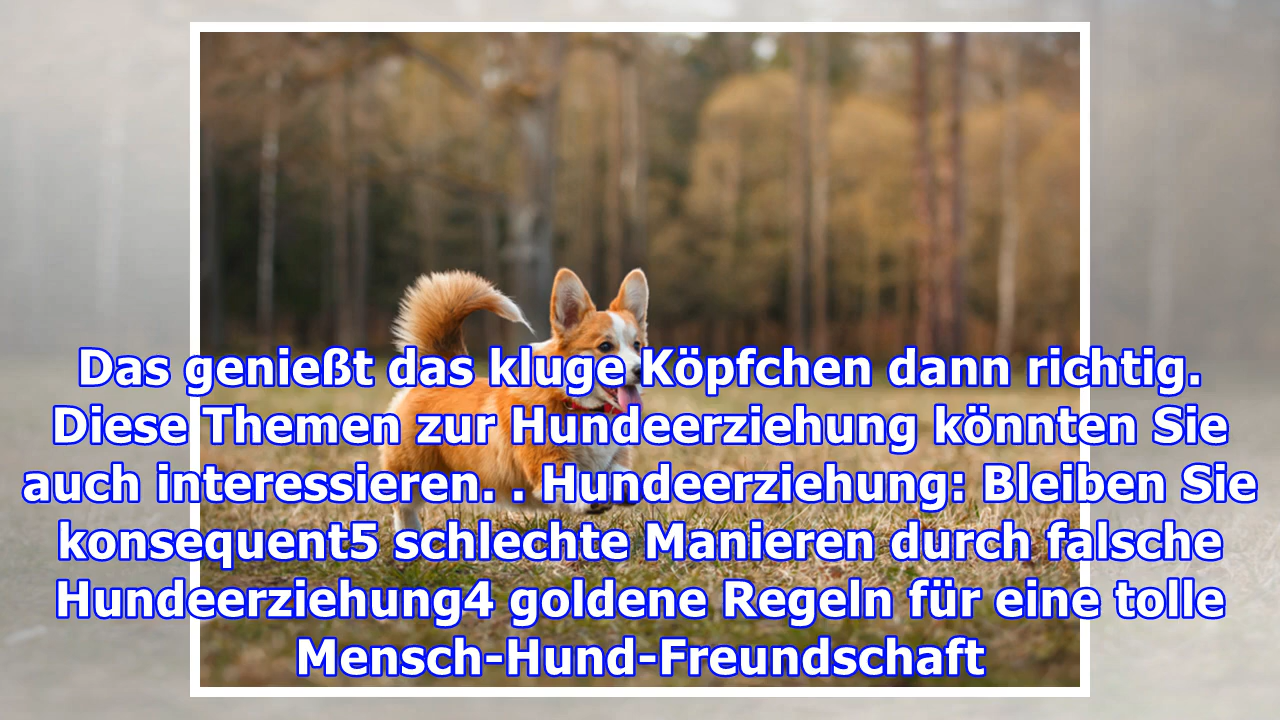 Das genießt das kluge Köpfchen dann richtig.
Diese Themen zur Hundeerziehung könnten Sie
auch interessieren. . Hundeerziehung: Bleiben Sie
konsequent5 schlechte Manieren durch falsche
Hundeerziehung4 goldene Regeln für eine tolle
Mensch-Hund-Freundschaft